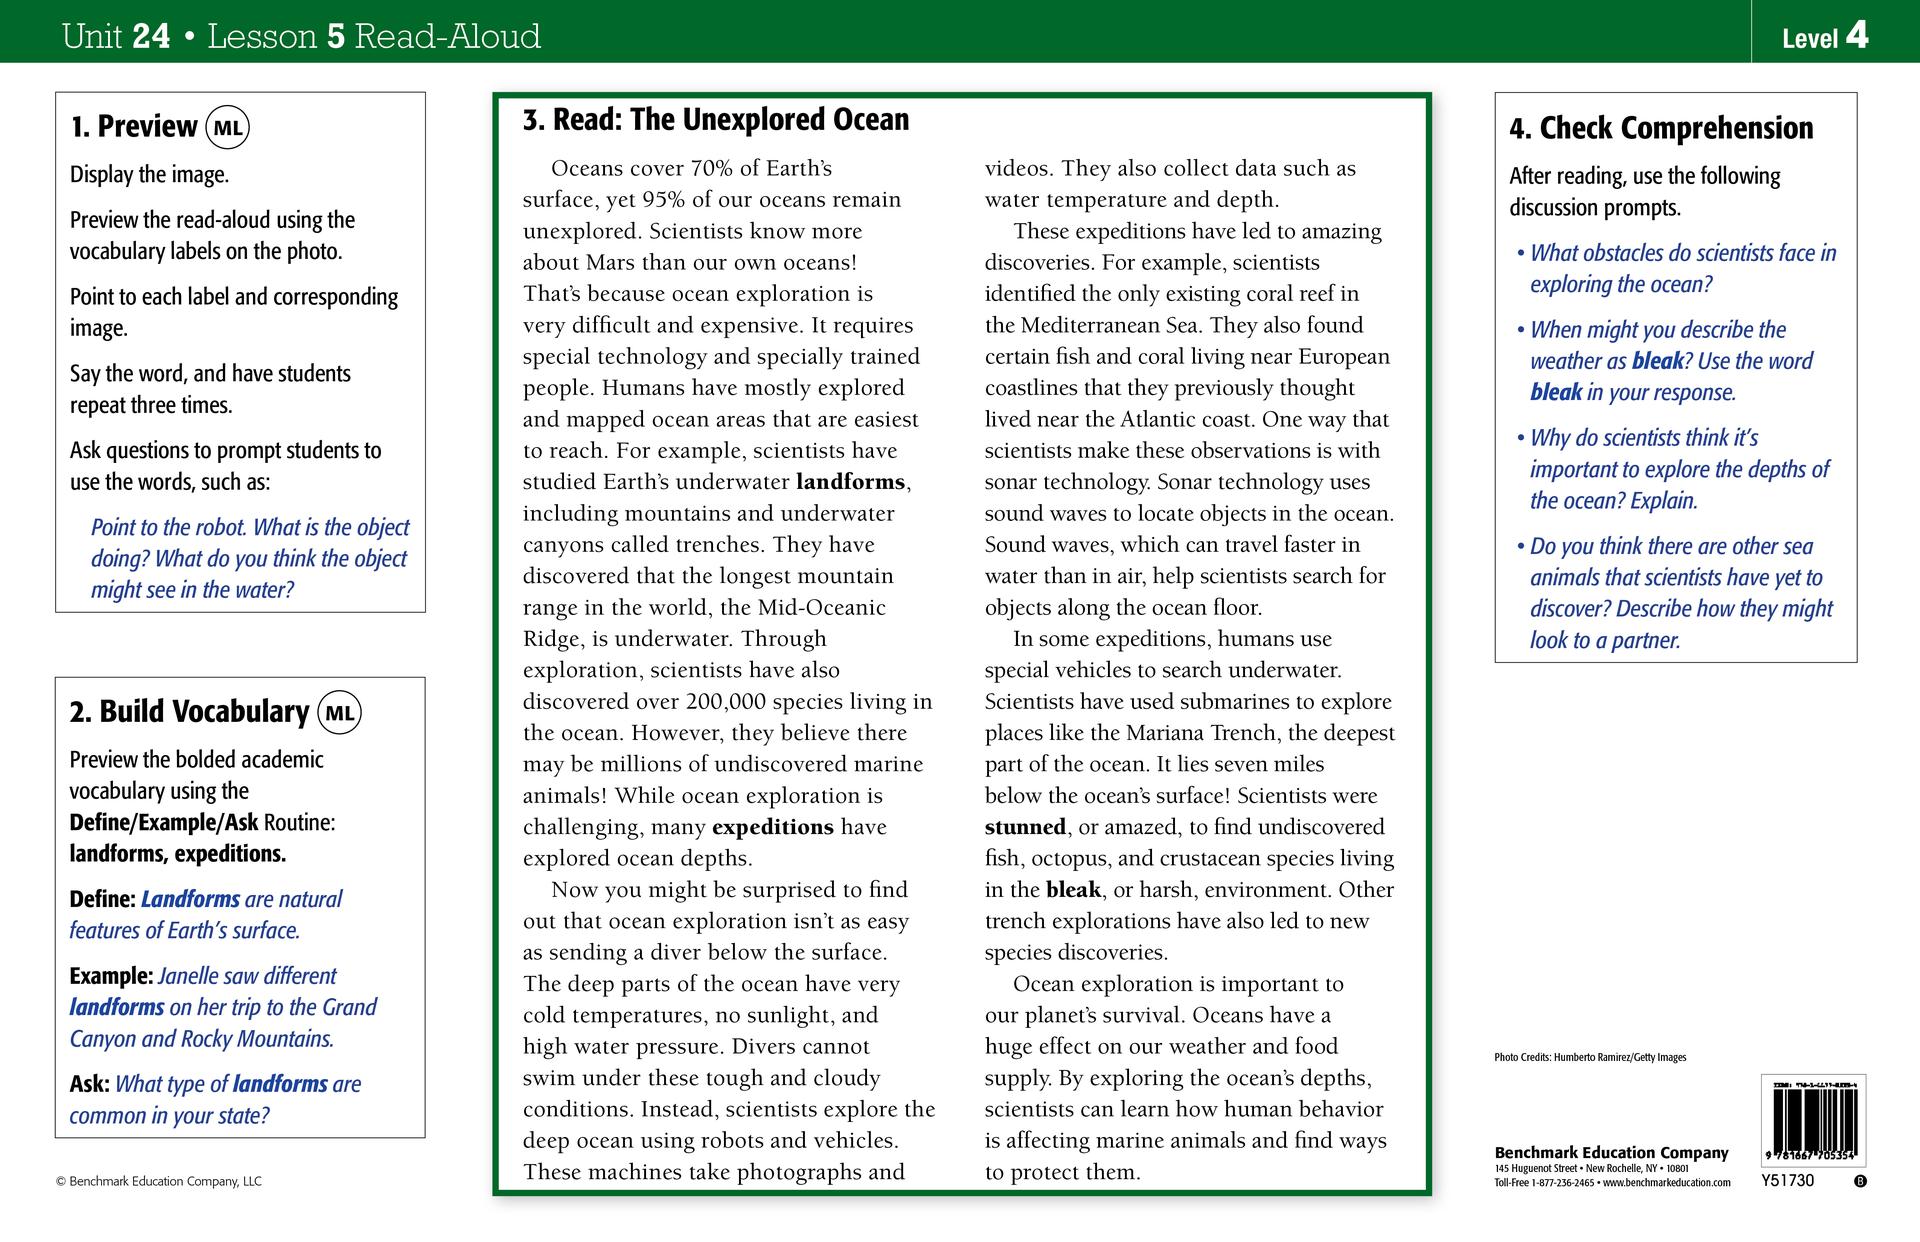 Unit 24 • Lesson 5 Read-Aloud
Level 4
1. Preview ML
Display the image.
Preview the read-aloud using the
vocabulary labels on the photo.
Point to each label and corresponding
image.
Say the word, and have students
repeat three times.
Ask questions to prompt students to
use the words, such as:
Point to the robot. What is the object
doing? What do you think the object
might see in the water?
2. Build Vocabulary ML
Preview the bolded academic
vocabulary using the
Define/Example/Ask Routine:
landforms, expeditions.
Define: Landforms are natural
features of Earth's surface.
Example: Janelle saw different
landforms on her trip to the Grand
Canyon and Rocky Mountains.
Ask: What type of landforms are
common in your state?
© Benchmark Education Company, LLC
3. Read: The Unexplored Ocean
Oceans cover 70% of Earth's
surface, yet 95% of our oceans remain
unexplored. Scientists know more
about Mars than our own oceans!
That's because ocean exploration is
very difficult and expensive. It requires
special technology and specially trained
people. Humans have mostly explored
and mapped ocean areas that are easiest
to reach. For example, scientists have
studied Earth's underwater landforms,
including mountains and underwater
canyons called trenches. They have
discovered that the longest mountain
range in the world, the Mid-Oceanic
Ridge, is underwater. Through
exploration, scientists have also
discovered over 200,000 species living in
the ocean. However, they believe there
may be millions of undiscovered marine
animals! While ocean exploration is
challenging, many expeditions have
explored ocean depths.
Now you might be surprised to find
out that ocean exploration isn't as easy
as sending a diver below the surface.
The deep parts of the ocean have very
cold temperatures, no sunlight, and
high water pressure. Divers cannot
swim under these tough and cloudy
conditions. Instead, scientists explore the
deep ocean using robots and vehicles.
These machines take photographs and
videos. They also collect data such as
water temperature and depth.
These expeditions have led to amazing
discoveries. For example, scientists
identified the only existing coral reef in
the Mediterranean Sea. They also found
certain fish and coral living near European
coastlines that they previously thought
lived near the Atlantic coast. One way that
scientists make these observations is with
sonar technology. Sonar technology uses
sound waves to locate objects in the ocean.
Sound waves, which can travel faster in
water than in air, help scientists search for
objects along the ocean floor.
In some expeditions, humans use
special vehicles to search underwater.
Scientists have used submarines to explore
places like the Mariana Trench, the deepest
part of the ocean. It lies seven miles
below the ocean's surface! Scientists were
stunned, or amazed, to find undiscovered
fish, octopus, and crustacean species living
in the bleak, or harsh, environment. Other
trench explorations have also led to new
species discoveries.
Ocean exploration is important to
our planet's survival. Oceans have a
huge effect on our weather and food
supply. By exploring the ocean's depths,
scientists can learn how human behavior
is affecting marine animals and find ways
to protect them.
4. Check Comprehension
After reading, use the following
discussion prompts.
• What obstacles do scientists face in
exploring the ocean?
• When might you describe the
weather as bleak? Use the word
bleak in your response.
• Why do scientists think it's
important to explore the depths of
the ocean? Explain.
• Do you think there are other sea
animals that scientists have yet to
discover? Describe how they might
look to a partner.
Photo Credits: Humberto Ramirez/Getty Images
Benchmark Education Company
145 Huguenot Street • New Rochelle, NY • 10801
Toll-Free 1-877-236-2465 • www.benchmarkeducation.com
9 781667 705354
Y51730
B